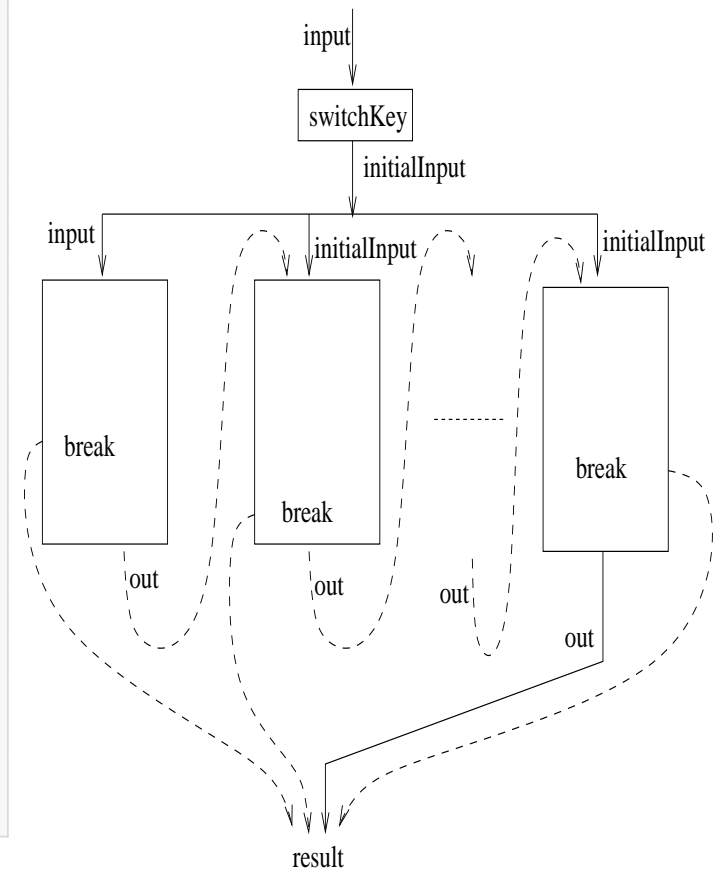 input
switchKey
initialInput
input
initialInput
initialInput
break
break
break
out
out
out
out
result